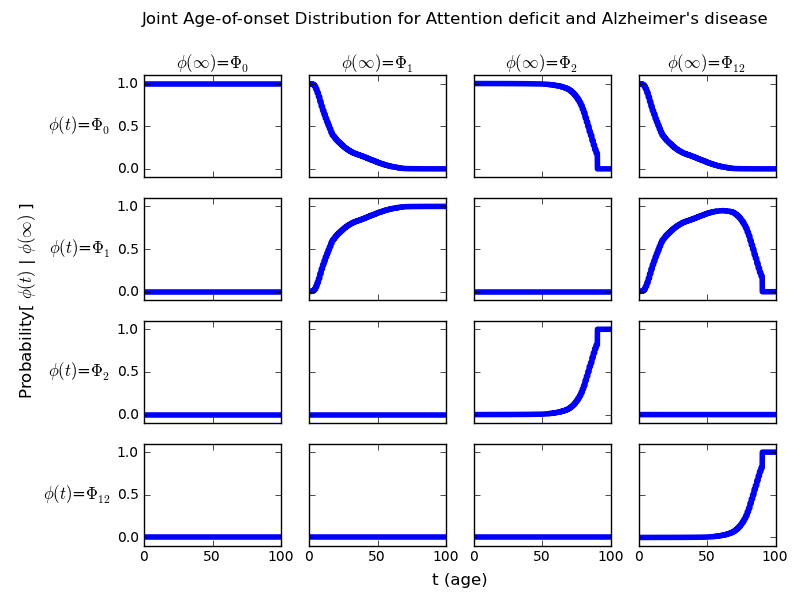 Joint Age-of-onset Distribution for Attention deficit and Alzheimer's disease
ϕ(∞)=Φ₀ ϕ(∞)=Φ₁ ϕ(∞)=Φ₂ ϕ(∞)=Φ₁₂
ϕ(t)=Φ₀
1.0
0.5
0.0
ϕ(t)=Φ₁
1.0
0.5
0.0
ϕ(t)=Φ₂
1.0
0.5
0.0
ϕ(t)=Φ₁₂
1.0
0.5
0.0
Probability[ ϕ(t) | ϕ(∞) ]
0 50 100 0 50 100 0 50 100 0 50 100
t (age)